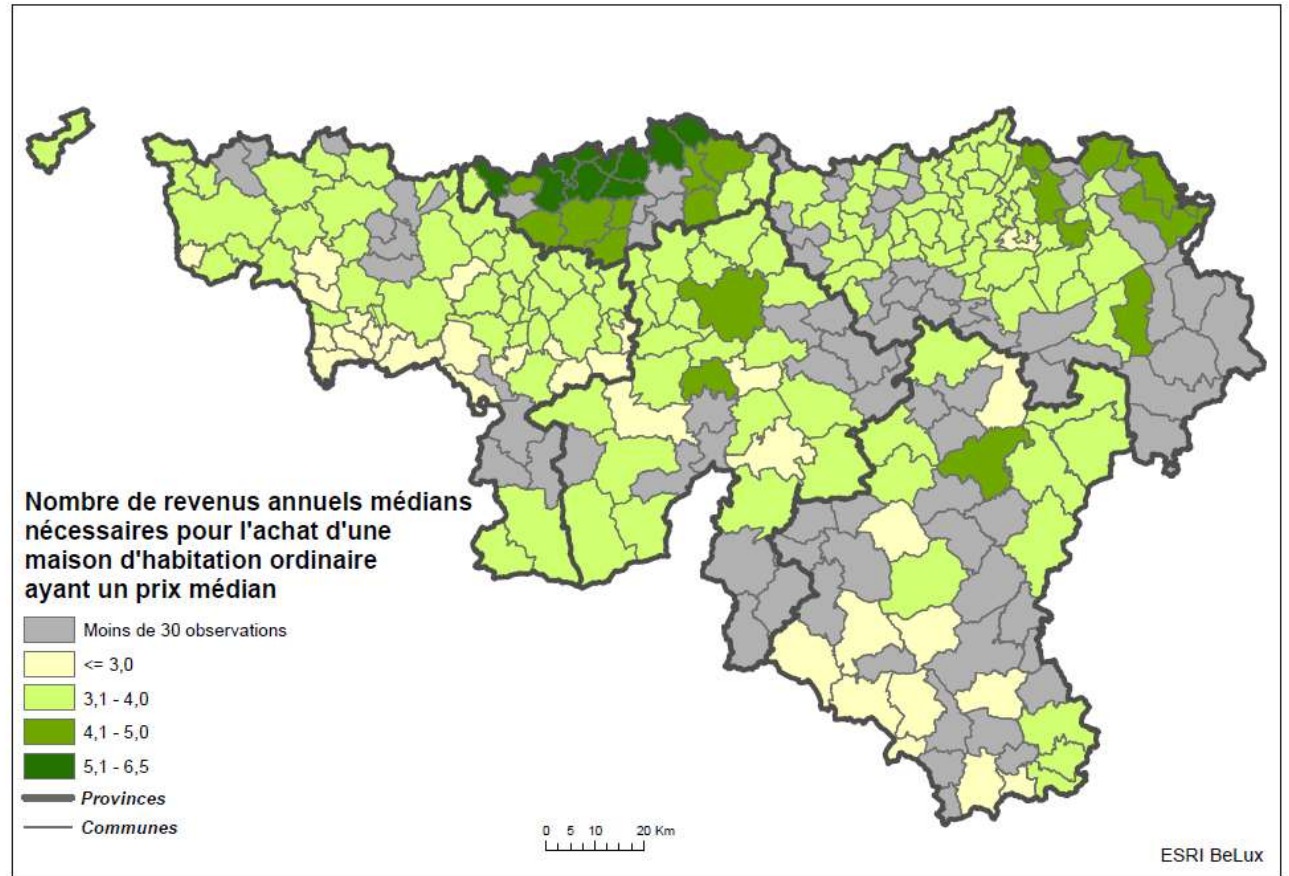 Nombre de revenus annuels médians
nécessaires pour l'achat d'une
maison d'habitation ordinaire
ayant un prix médian
Moins de 30 observations
<= 3,0
3,1 - 4,0
4,1 - 5,0
5,1 - 6,5
Provinces
Communes
0 5 10 20 Km
ESRI BeLux